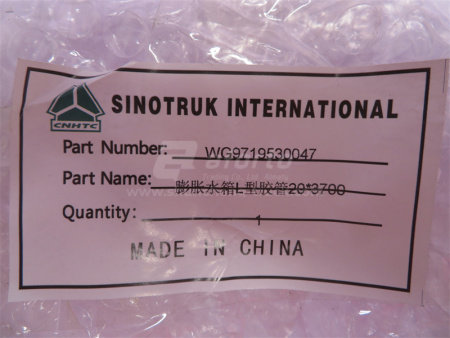 SINOTRUK INTERNATIONAL
CNHTC
Part Number: WG9719530047
Part Name: 膨胀水箱L型胶管20*3700
Quantity: 1
MADE IN CHINA